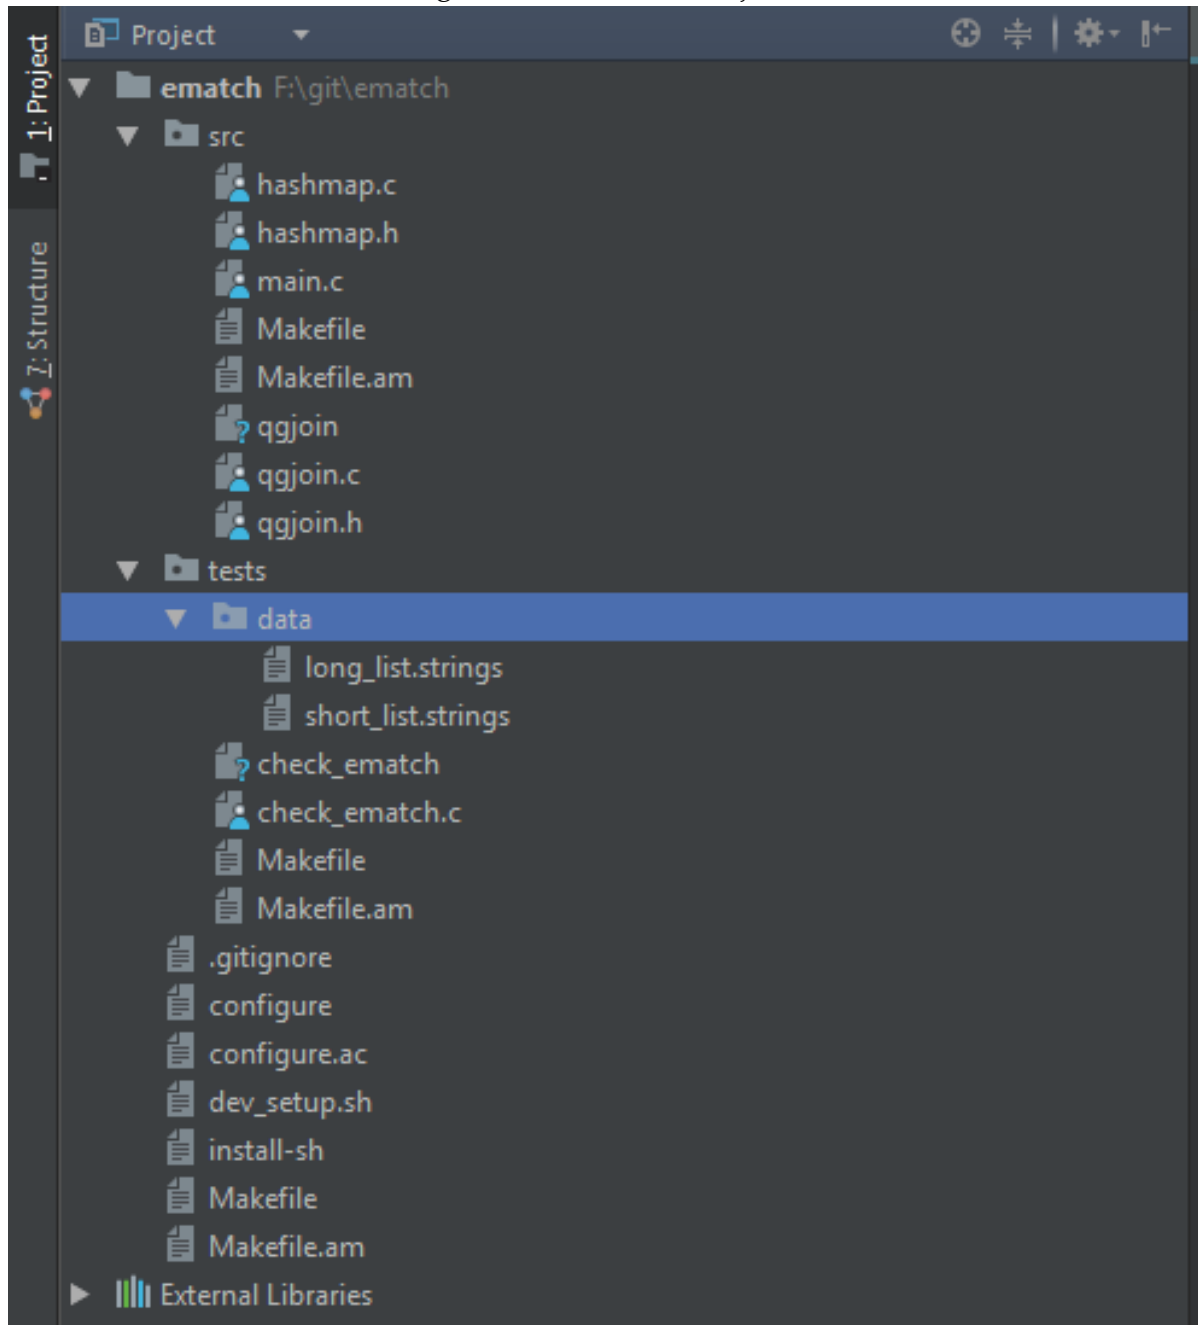 Project
1: Project
7: Structure
ematch F:\git\ematch
src
hashmap.c
hashmap.h
main.c
Makefile
Makefile.am
qgjoin
qgjoin.c
qgjoin.h
tests
data
long_list.strings
short_list.strings
check_ematch
check_ematch.c
Makefile
Makefile.am
.gitignore
configure
configure.ac
dev_setup.sh
install-sh
Makefile
Makefile.am
External Libraries